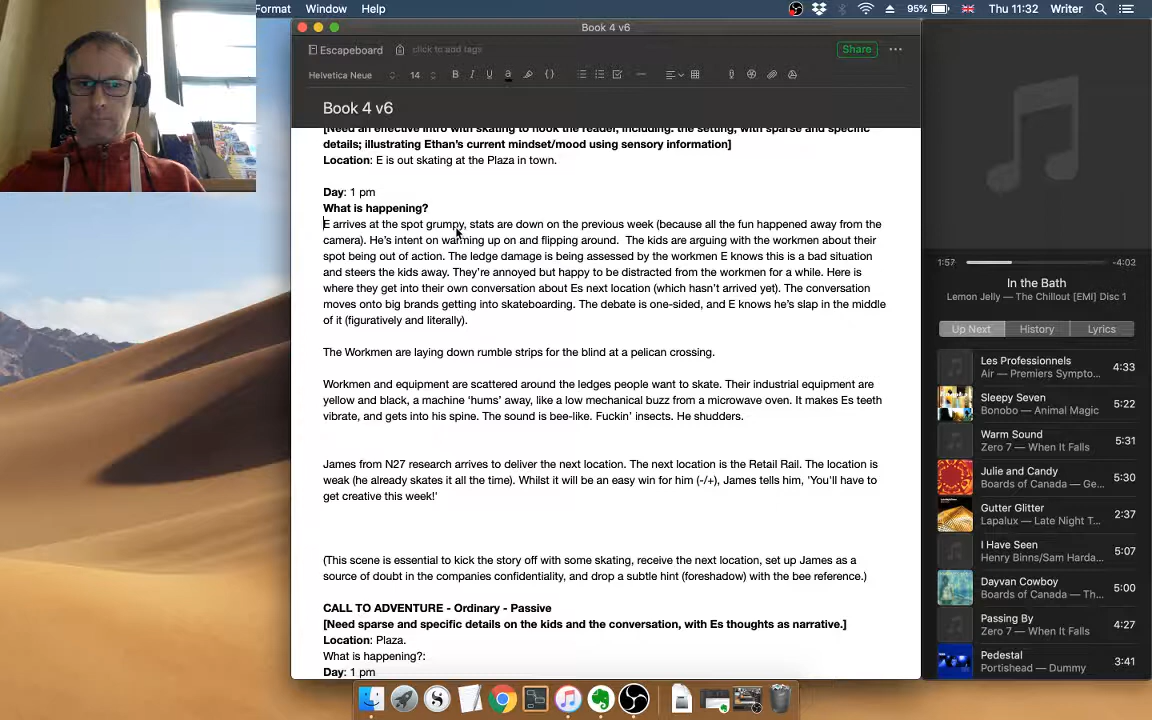 Format Window Help 95% Thu 11:32 Writer
Book 4 v6
Escapeboard click to add tags Share
Helvetica Neue 14 B I U a
Book 4 v6
[Need an effective intro with skating to hook the reader, including: the setting, with sparse and specific
details; illustrating Ethan's current mindset/mood using sensory information]
Location: E is out skating at the Plaza in town.
Day: 1 pm
What is happening?
E arrives at the spot grumpy, stats are down on the previous week (because all the fun happened away from the
camera). He's intent on warming up on and flipping around. The kids are arguing with the workmen about their
spot being out of action. The ledge damage is being assessed by the workmen E knows this is a bad situation
and steers the kids away. They're annoyed but happy to be distracted from the workmen for a while. Here is
where they get into their own conversation about Es next location (which hasn't arrived yet). The conversation
moves onto big brands getting into skateboarding. The debate is one-sided, and E knows he's slap in the middle
of it (figuratively and literally).
The Workmen are laying down rumble strips for the blind at a pelican crossing.
Workmen and equipment are scattered around the ledges people want to skate. Their industrial equipment are
yellow and black, a machine 'hums' away, like a low mechanical buzz from a microwave oven. It makes Es teeth
vibrate, and gets into his spine. The sound is bee-like. Fuckin' insects. He shudders.
James from N27 research arrives to deliver the next location. The next location is the Retail Rail. The location is
weak (he already skates it all the time). Whilst it will be an easy win for him (-/+), James tells him, 'You'll have to
get creative this week!'
(This scene is essential to kick the story off with some skating, receive the next location, set up James as a
source of doubt in the companies confidentiality, and drop a subtle hint (foreshadow) with the bee reference.)
CALL TO ADVENTURE - Ordinary - Passive
[Need sparse and specific details on the kids and the conversation, with Es thoughts as narrative.]
Location: Plaza.
What is happening?:
Day: 1 pm
1:57 -4:02
In the Bath
Lemon Jelly — The Chillout [EMI] Disc 1
Up Next History Lyrics
Les Professionnels
Air — Premiers Sympto... 4:33
Sleepy Seven
Bonobo — Animal Magic 5:22
Warm Sound
Zero 7 — When It Falls 5:31
Julie and Candy
Boards of Canada — Ge... 5:30
Gutter Glitter
Lapalux — Late Night T... 2:37
I Have Seen
Henry Binns/Sam Harda... 5:07
Dayvan Cowboy
Boards of Canada — Th... 5:00
Passing By
Zero 7 — When It Falls 4:27
Pedestal
Portishead — Dummy 3:41